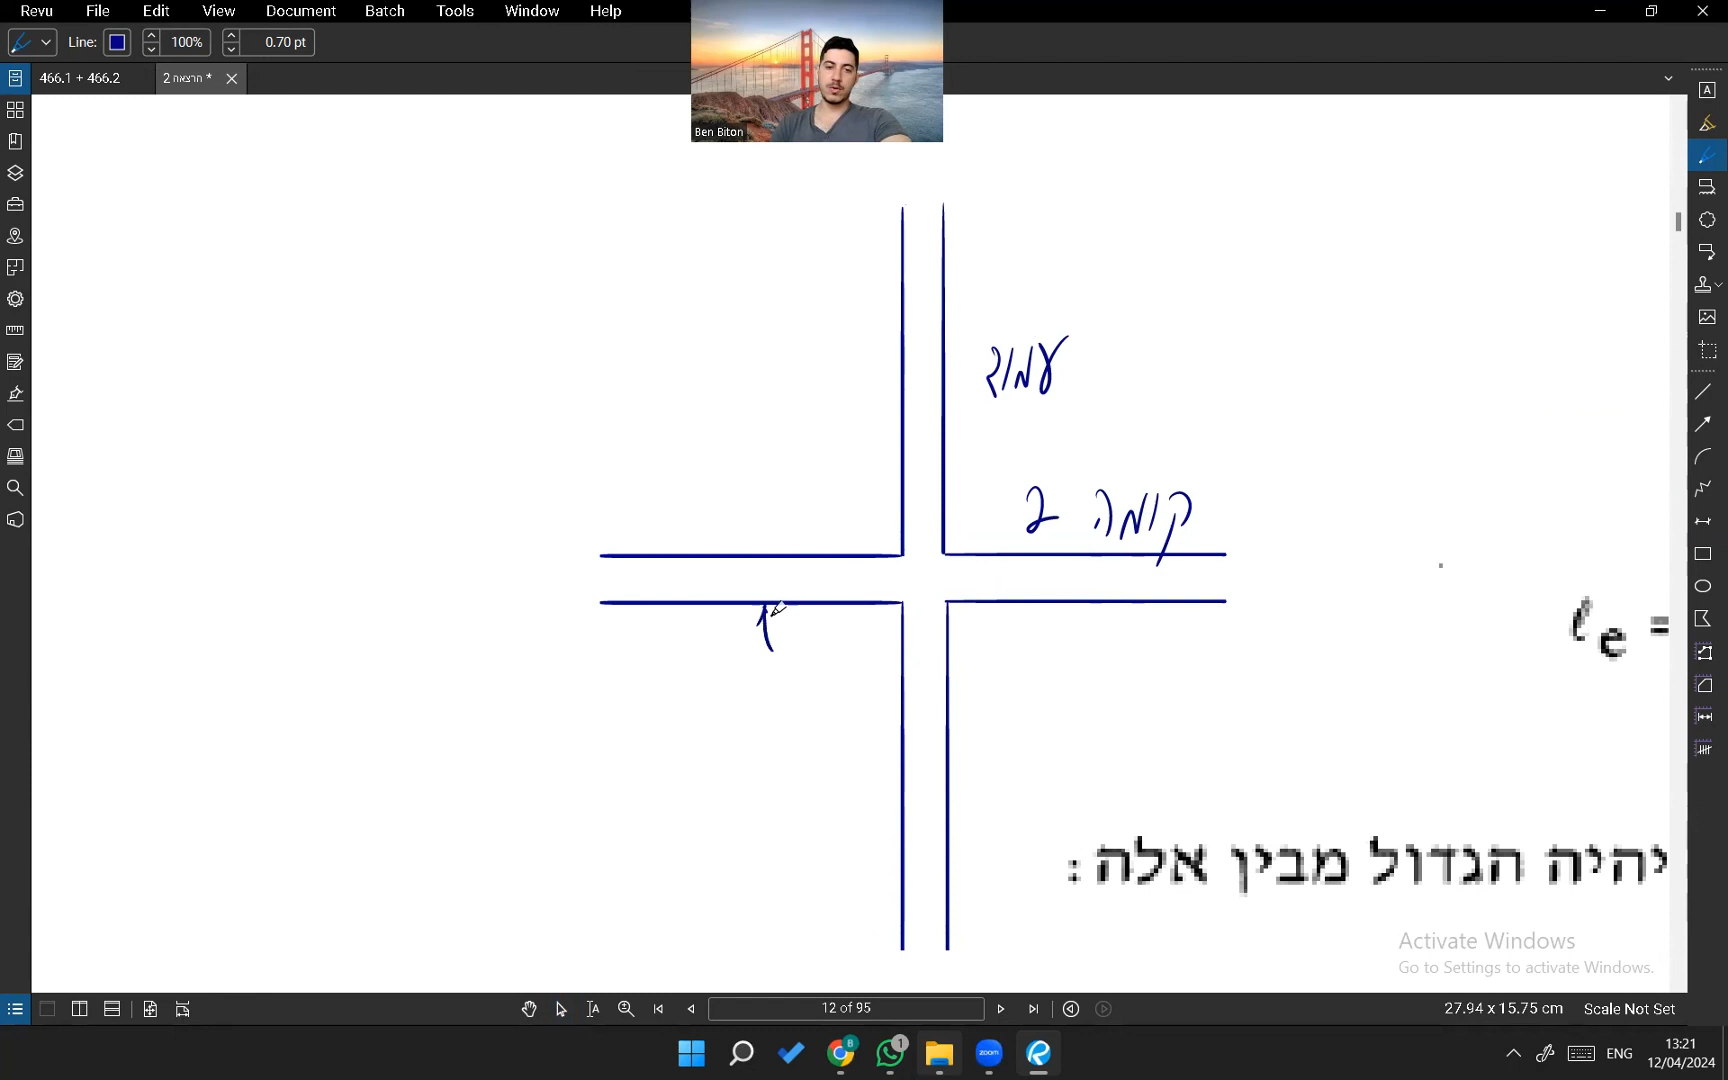 Revu File Edit View Document Batch Tools Window Help
Line: 100% 0.70 pt
466.1 + 466.2 הרצאה 2 *
Ben Biton
עמוד
קומה 2
ℓe =
יהיה הגדול מבין אלה :
Activate Windows
Go to Settings to activate Windows.
12 of 95 27.94 x 15.75 cm Scale Not Set
zoom ENG 13:21
12/04/2024